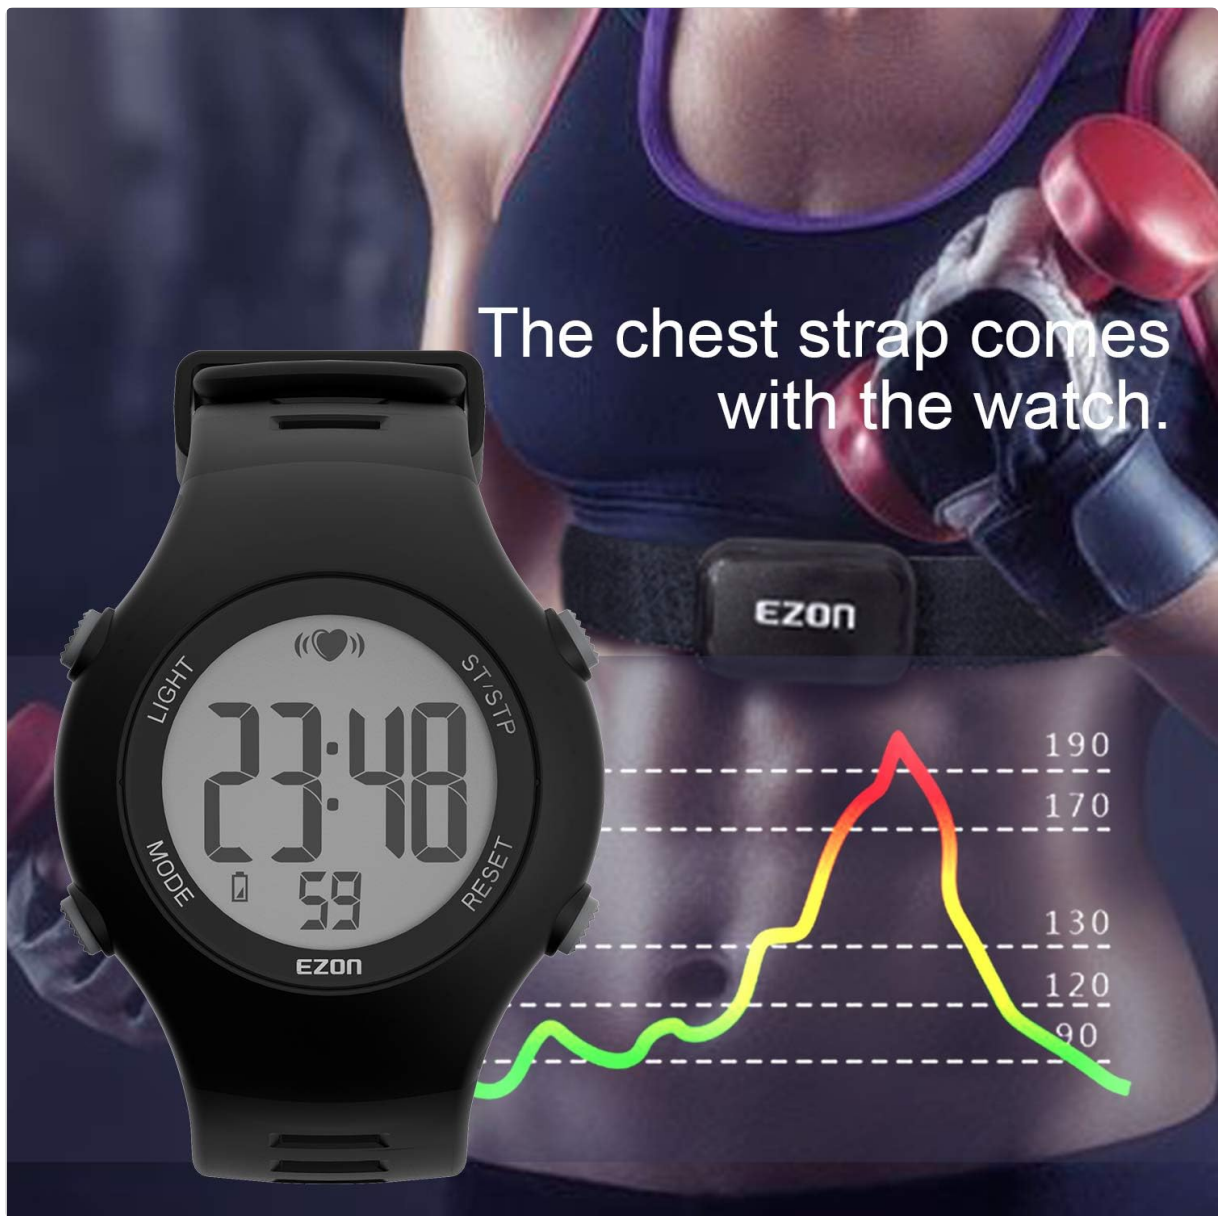 The chest strap comes
with the watch.
EZON
LIGHT
ST/STP
23:48
MODE
59
RESET
EZON
190
170
130
120
90